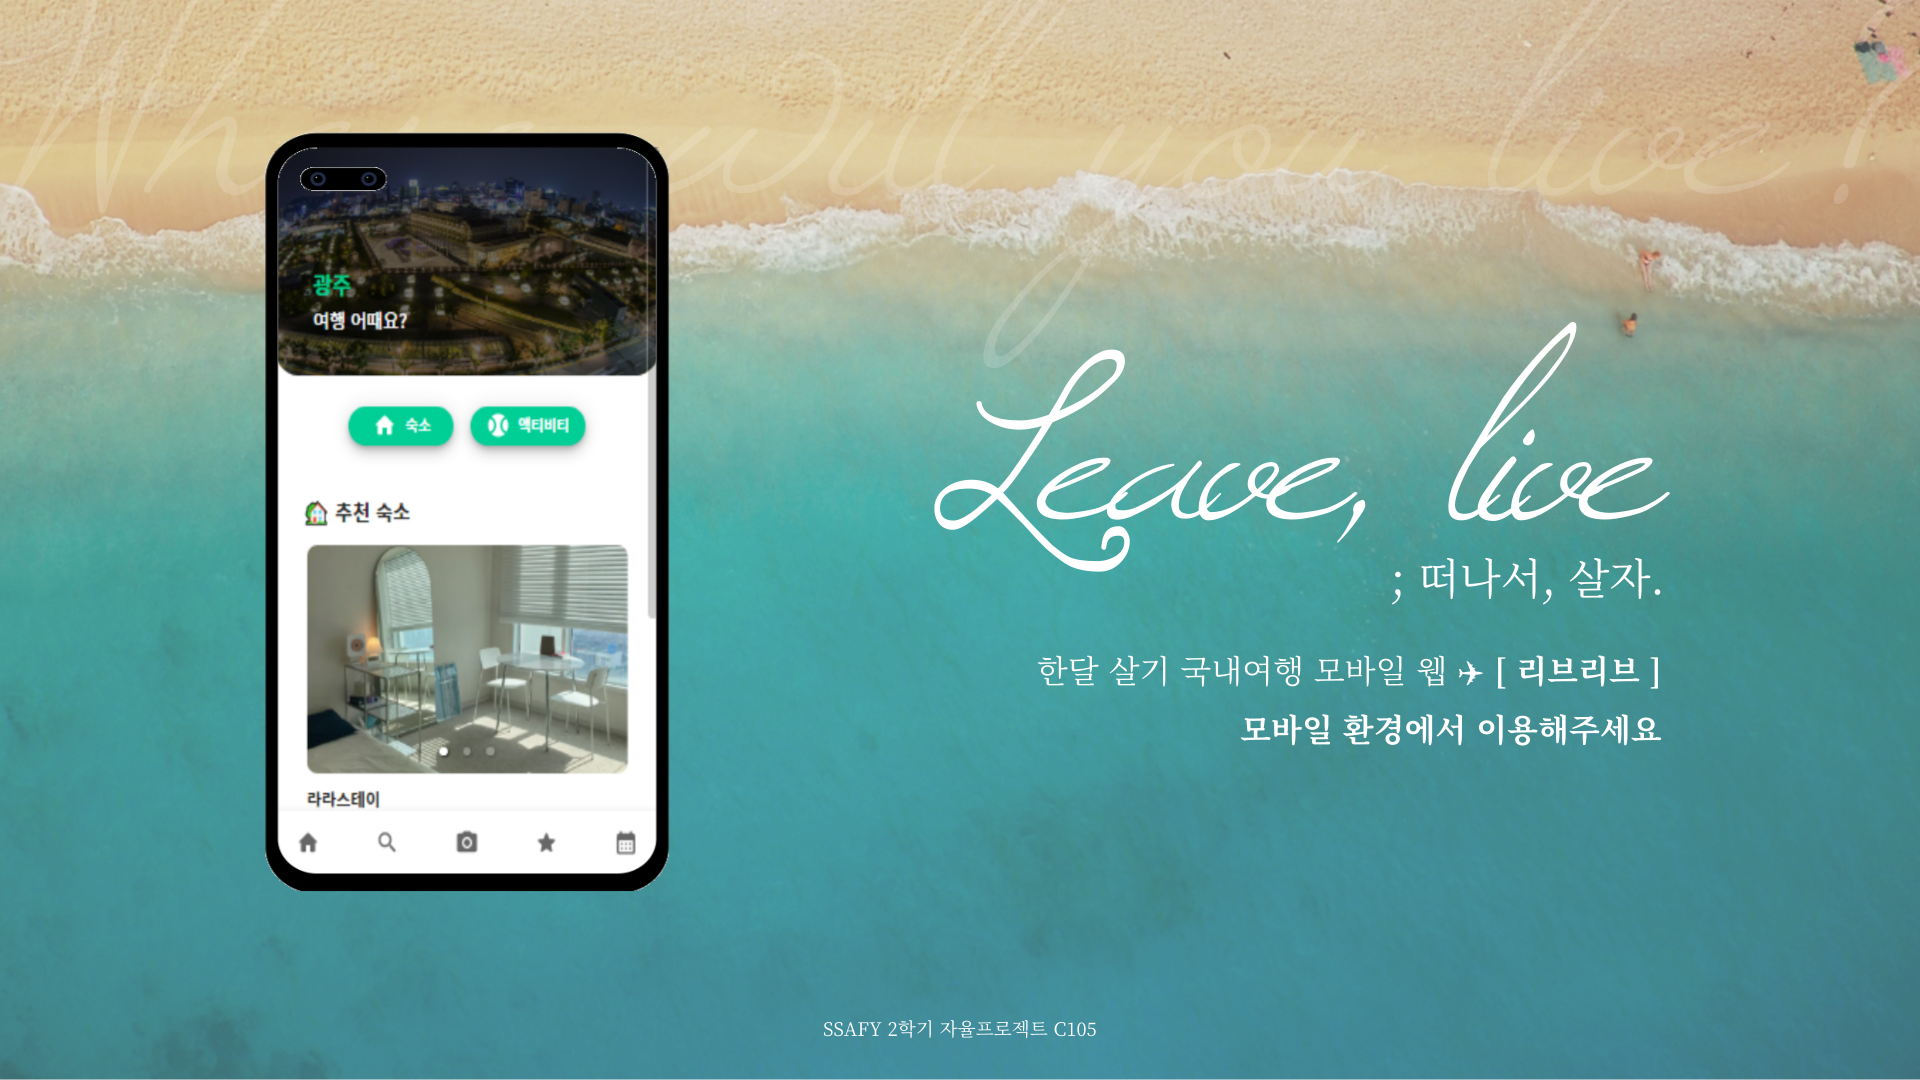 Where will you live?
광주
여행 어때요?
숙소
액티비티
추천 숙소
라라스테이
Leave, live
; 떠나서, 살자.
한달 살기 국내여행 모바일 웹 ✈ [ 리브리브 ]
모바일 환경에서 이용해주세요
SSAFY 2학기 자율프로젝트 C105